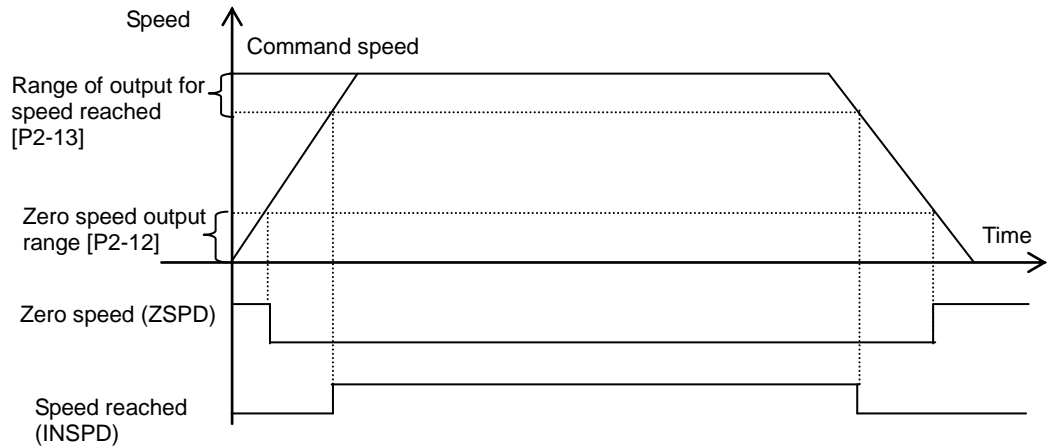 Speed
Command speed
Range of output for
speed reached
[P2-13]
Zero speed output
range [P2-12]
Time
Zero speed (ZSPD)
Speed reached
(INSPD)